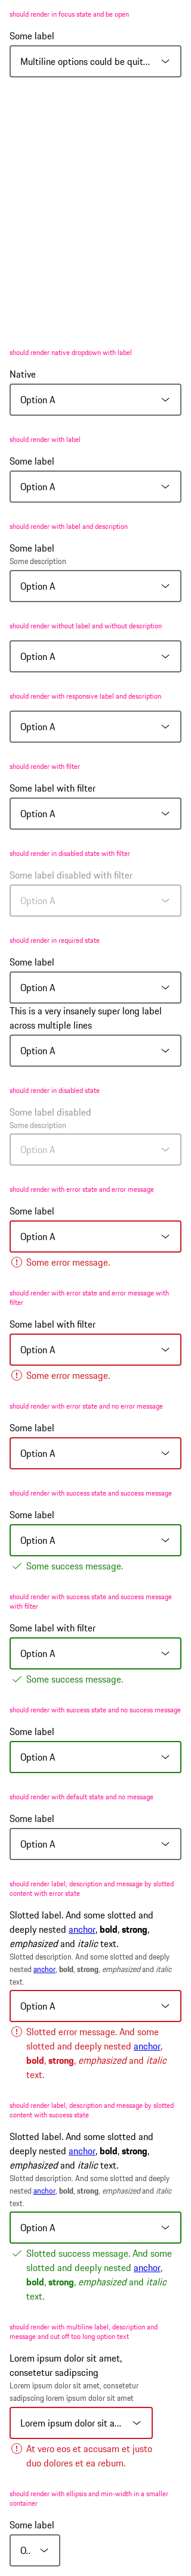 should render in focus state and be open
Some label
Multiline options could be quit...
should render native dropdown with label
Native
Option A
should render with label
Some label
Option A
should render with label and description
Some label
Some description
Option A
should render without label and without description
Option A
should render with responsive label and description
Option A
should render with filter
Some label with filter
Option A
should render in disabled state with filter
Some label disabled with filter
Option A
should render in required state
Some label
Option A
This is a very insanely super long label
across multiple lines
Option A
should render in disabled state
Some label disabled
Some description
Option A
should render with error state and error message
Some label
Option A
Some error message.
should render with error state and error message with
filter
Some label with filter
Option A
Some error message.
should render with error state and no error message
Some label
Option A
should render with success state and success message
Some label
Option A
Some success message.
should render with success state and success message
with filter
Some label with filter
Option A
Some success message.
should render with success state and no success message
Some label
Option A
should render with default state and no message
Some label
Option A
should render label, description and message by slotted
content with error state
Slotted label. And some slotted and
deeply nested anchor, bold, strong,
emphasized and italic text.
Slotted description. And some slotted and deeply
nested anchor, bold, strong, emphasized and italic
text.
Option A
Slotted error message. And some
slotted and deeply nested anchor,
bold, strong, emphasized and italic
text.
should render label, description and message by slotted
content with success state
Slotted label. And some slotted and
deeply nested anchor, bold, strong,
emphasized and italic text.
Slotted description. And some slotted and deeply
nested anchor, bold, strong, emphasized and italic
text.
Option A
Slotted success message. And some
slotted and deeply nested anchor,
bold, strong, emphasized and italic
text.
should render with multiline label, description and
message and cut off too long option text
Lorem ipsum dolor sit amet,
consetetur sadipscing
Lorem ipsum dolor sit amet, consetetur
sadipscing lorem ipsum dolor sit amet
Lorem ipsum dolor sit a...
At vero eos et accusam et justo
duo dolores et ea rebum.
should render with ellipsis and min-width in a smaller
container
Some label
O..